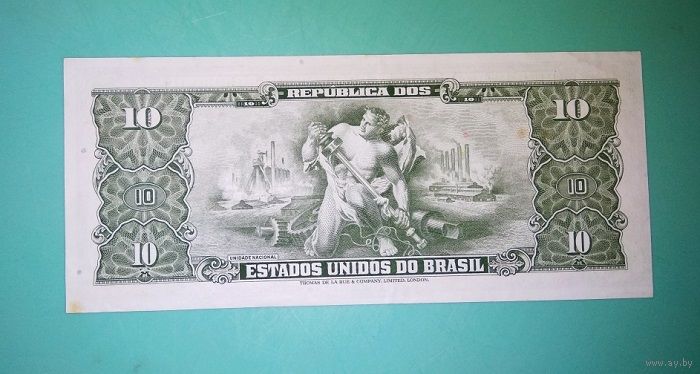 REPUBLICA DOS
10 10
10 10
10 10
10 10
UNIDADE NACIONAL
ESTADOS UNIDOS DO BRASIL
THOMAS DE LA RUE & COMPANY, LIMITED, LONDON.
www.ay.by